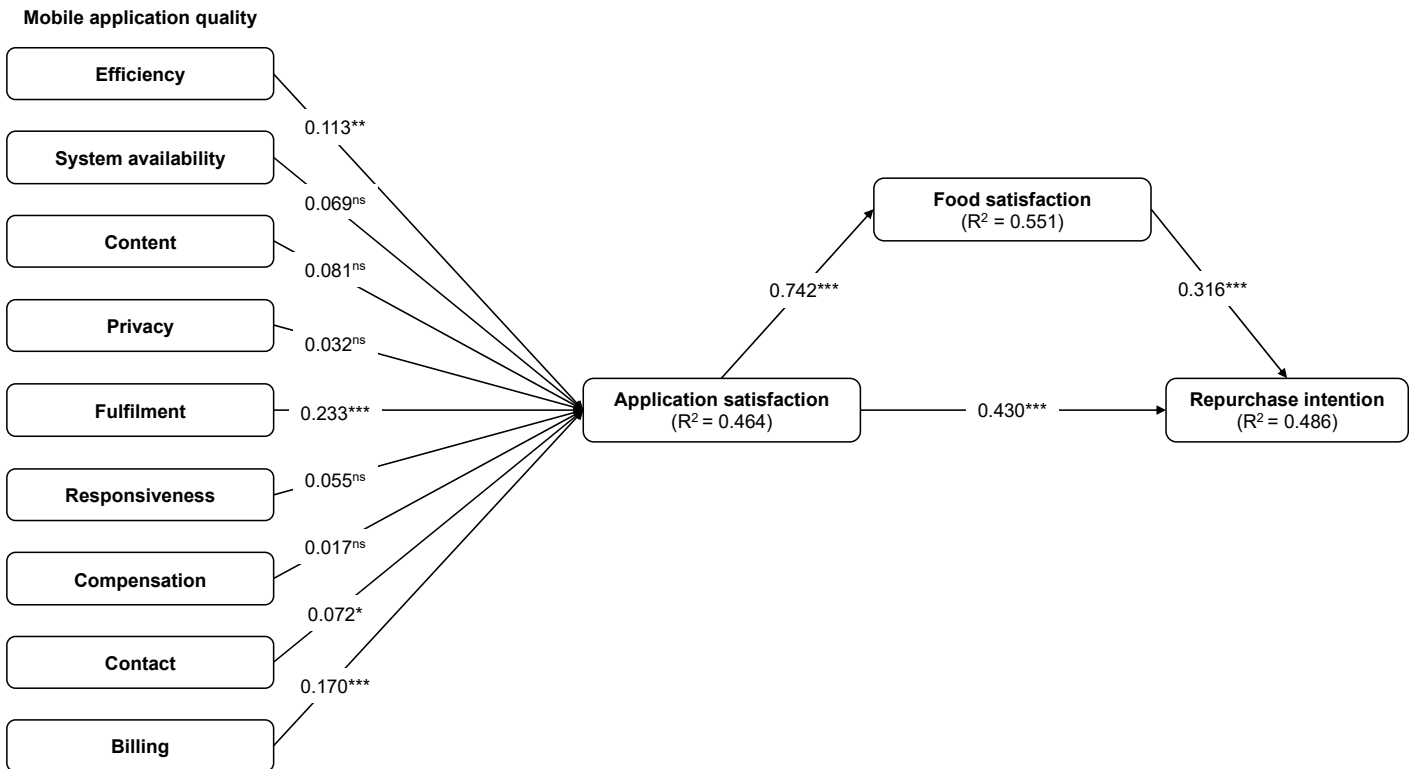 Mobile application quality
Efficiency
0.113**
System availability
0.069ns
Content
0.081ns
Privacy
0.032ns
Fulfilment
0.233***
Responsiveness
0.055ns
Compensation
0.017ns
Contact
0.072*
Billing
0.170***
Application satisfaction
(R² = 0.464)
0.742***
Food satisfaction
(R² = 0.551)
0.316***
0.430***
Repurchase intention
(R² = 0.486)